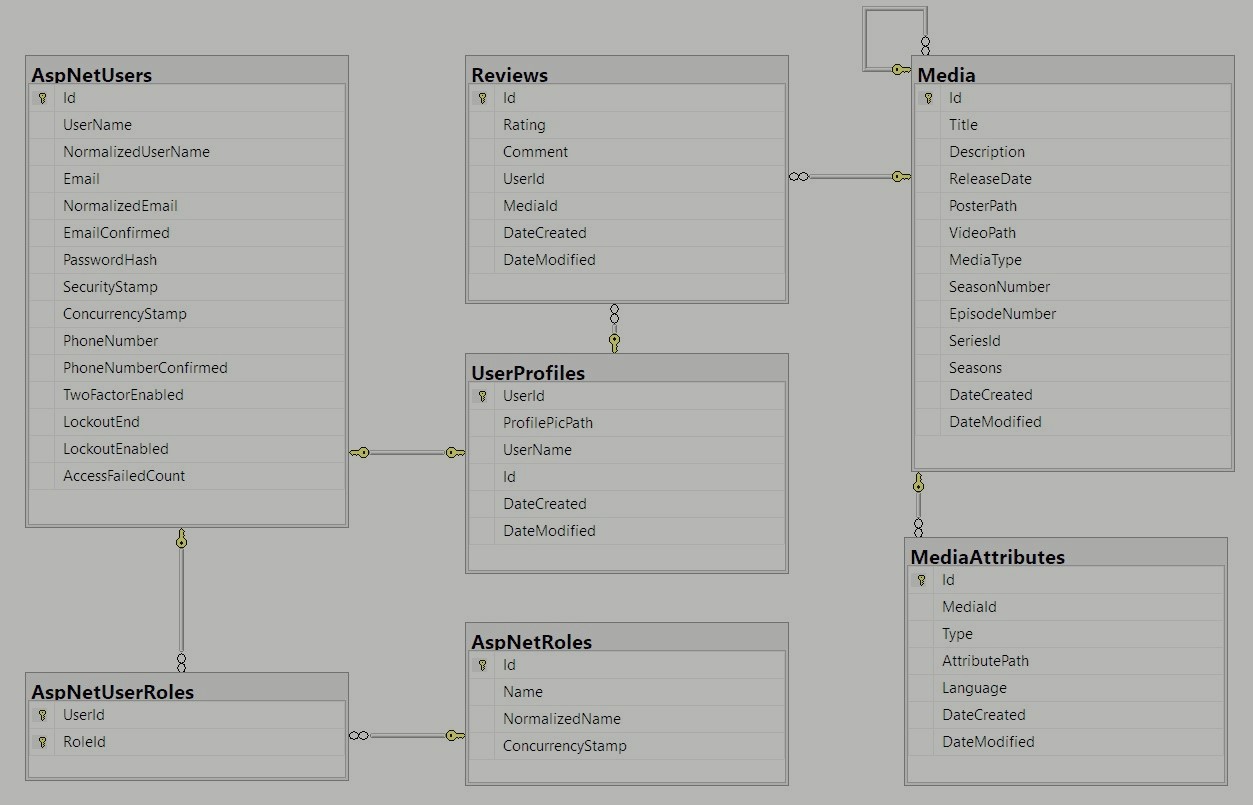 AspNetUsers
Id
UserName
NormalizedUserName
Email
NormalizedEmail
EmailConfirmed
PasswordHash
SecurityStamp
ConcurrencyStamp
PhoneNumber
PhoneNumberConfirmed
TwoFactorEnabled
LockoutEnd
LockoutEnabled
AccessFailedCount
Reviews
Id
Rating
Comment
UserId
MediaId
DateCreated
DateModified
Media
Id
Title
Description
ReleaseDate
PosterPath
VideoPath
MediaType
SeasonNumber
EpisodeNumber
SeriesId
Seasons
DateCreated
DateModified
UserProfiles
UserId
ProfilePicPath
UserName
Id
DateCreated
DateModified
AspNetUserRoles
UserId
RoleId
AspNetRoles
Id
Name
NormalizedName
ConcurrencyStamp
MediaAttributes
Id
MediaId
Type
AttributePath
Language
DateCreated
DateModified